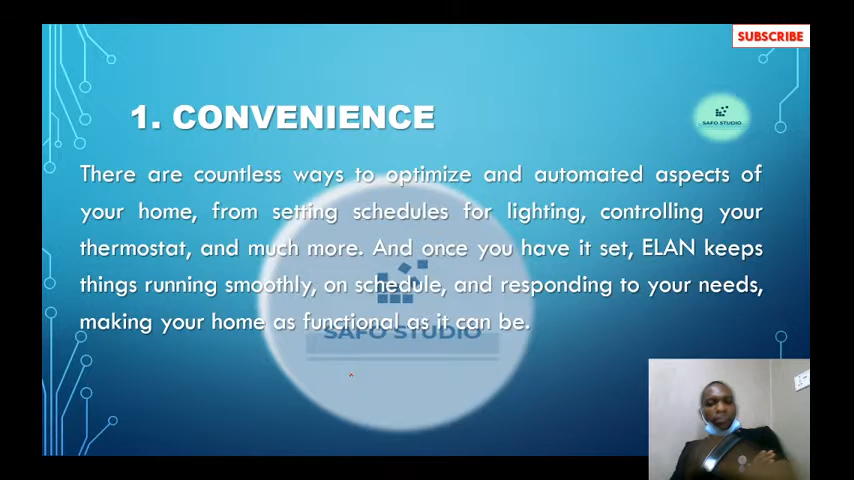 SUBSCRIBE
1. CONVENIENCE
SAFO STUDIO
There are countless ways to optimize and automated aspects of
your home, from setting schedules for lighting, controlling your
thermostat, and much more. And once you have it set, ELAN keeps
things running smoothly, on schedule, and responding to your needs,
making your home as functional as it can be.
SAFO STUDIO